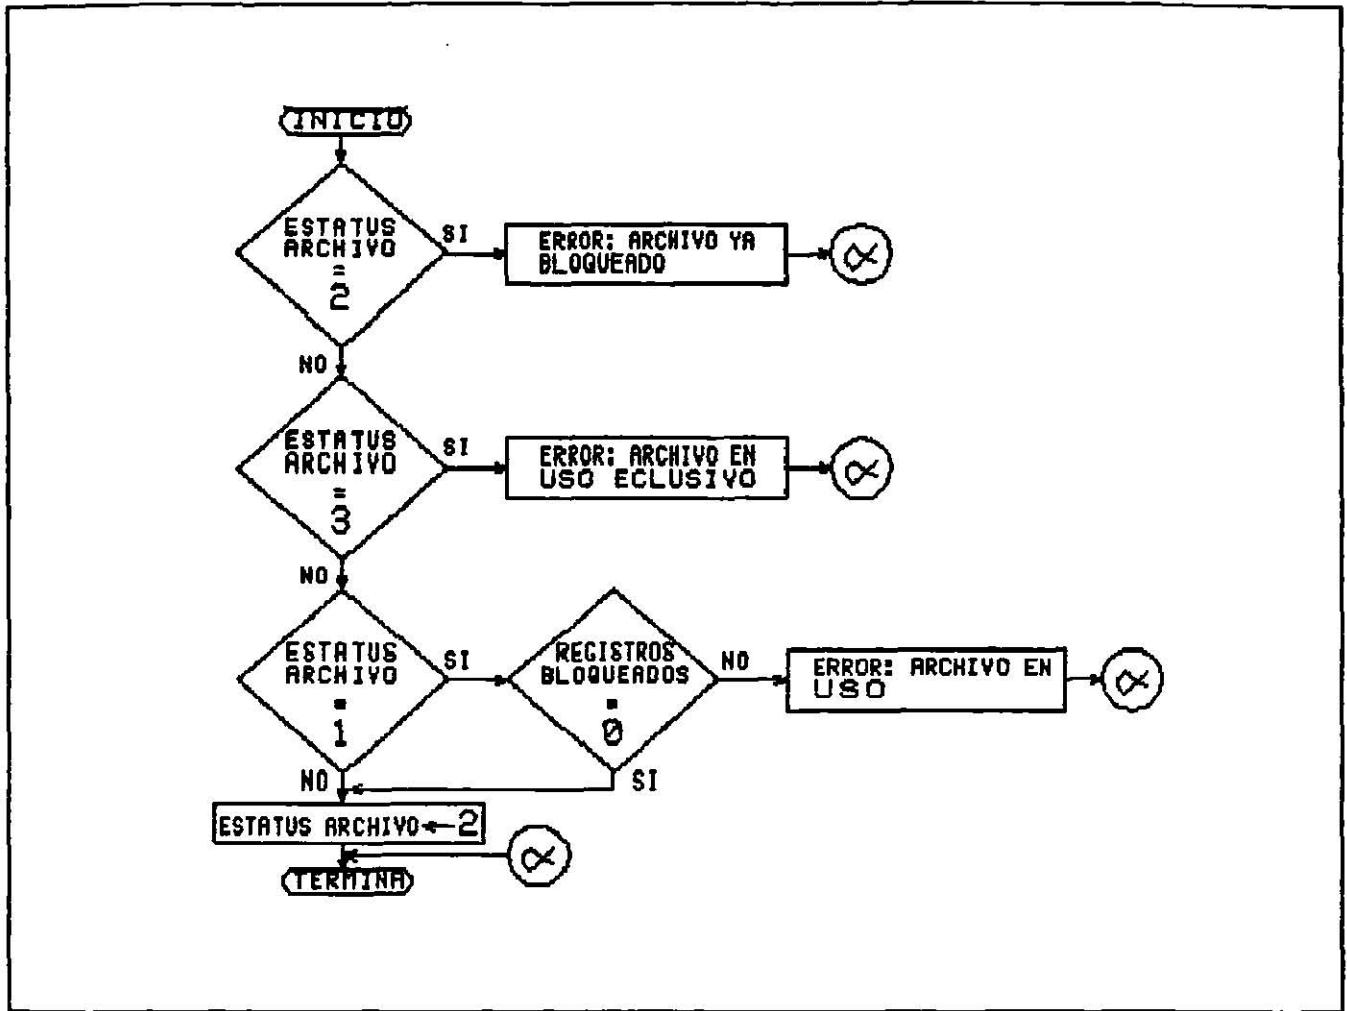 INICIO
ESTATUS
ARCHIVO
=
2
SI
ERROR: ARCHIVO YA
BLOQUEADO
α
NO
ESTATUS
ARCHIVO
=
3
SI
ERROR: ARCHIVO EN
USO ECLUSIVO
α
NO
ESTATUS
ARCHIVO
=
1
SI
REGISTROS
BLOQUEADOS
=
0
NO
ERROR: ARCHIVO EN
USO
α
NO
SI
ESTATUS ARCHIVO←2
α
TERMINA